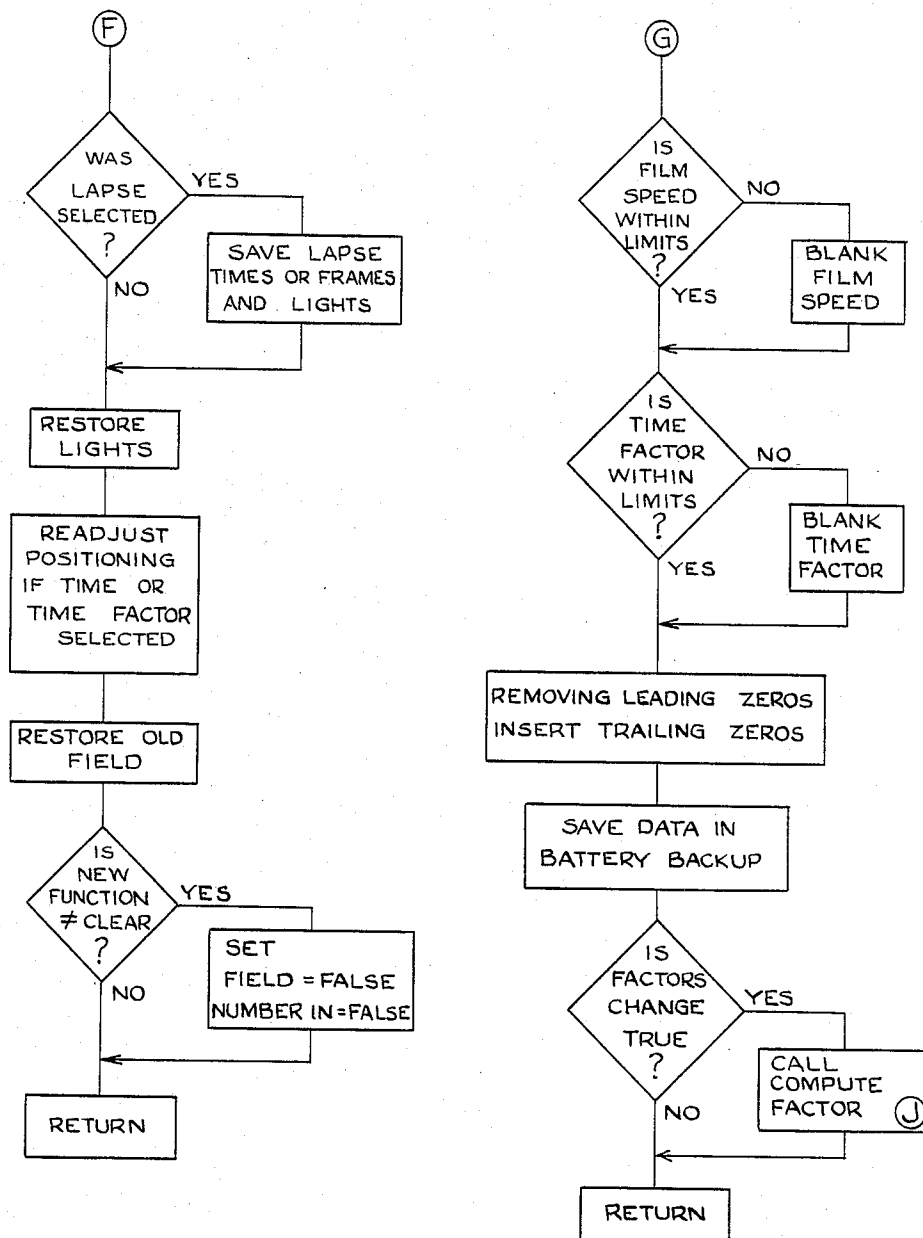 F
WAS
LAPSE
SELECTED
?
YES
SAVE LAPSE
TIMES OR FRAMES
AND LIGHTS
NO
RESTORE
LIGHTS
READJUST
POSITIONING
IF TIME OR
TIME FACTOR
SELECTED
RESTORE OLD
FIELD
IS
NEW
FUNCTION
≠ CLEAR
?
YES
SET
FIELD = FALSE
NUMBER IN = FALSE
NO
RETURN
G
IS
FILM
SPEED
WITHIN
LIMITS
?
NO
BLANK
FILM
SPEED
YES
IS
TIME
FACTOR
WITHIN
LIMITS
?
NO
BLANK
TIME
FACTOR
YES
REMOVING LEADING ZEROS
INSERT TRAILING ZEROS
SAVE DATA IN
BATTERY BACKUP
IS
FACTORS
CHANGE
TRUE
?
YES
CALL
COMPUTE
FACTOR J
NO
RETURN